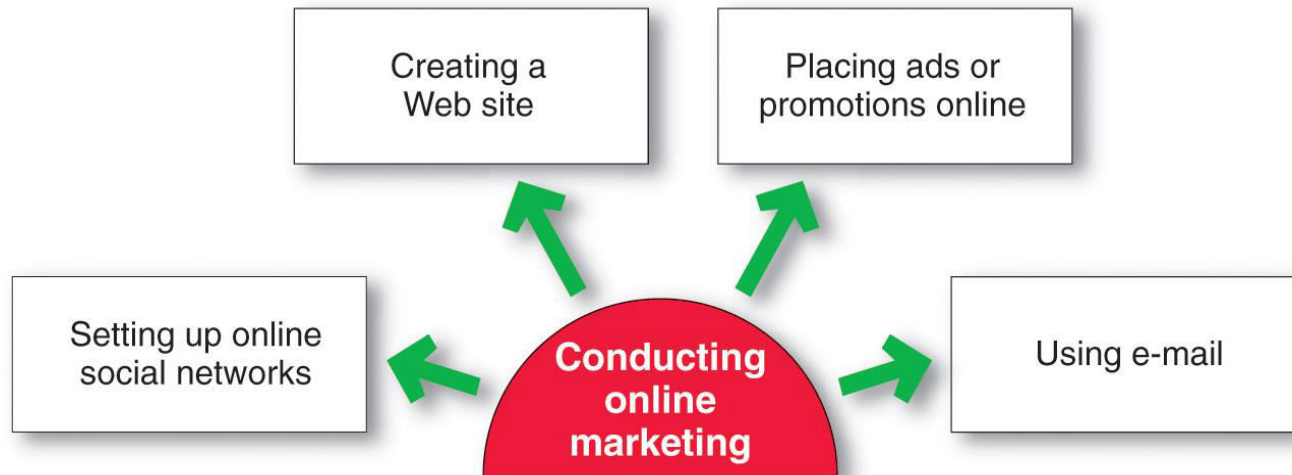 Creating a
Web site
Placing ads or
promotions online
Setting up online
social networks
Conducting
online
marketing
Using e-mail